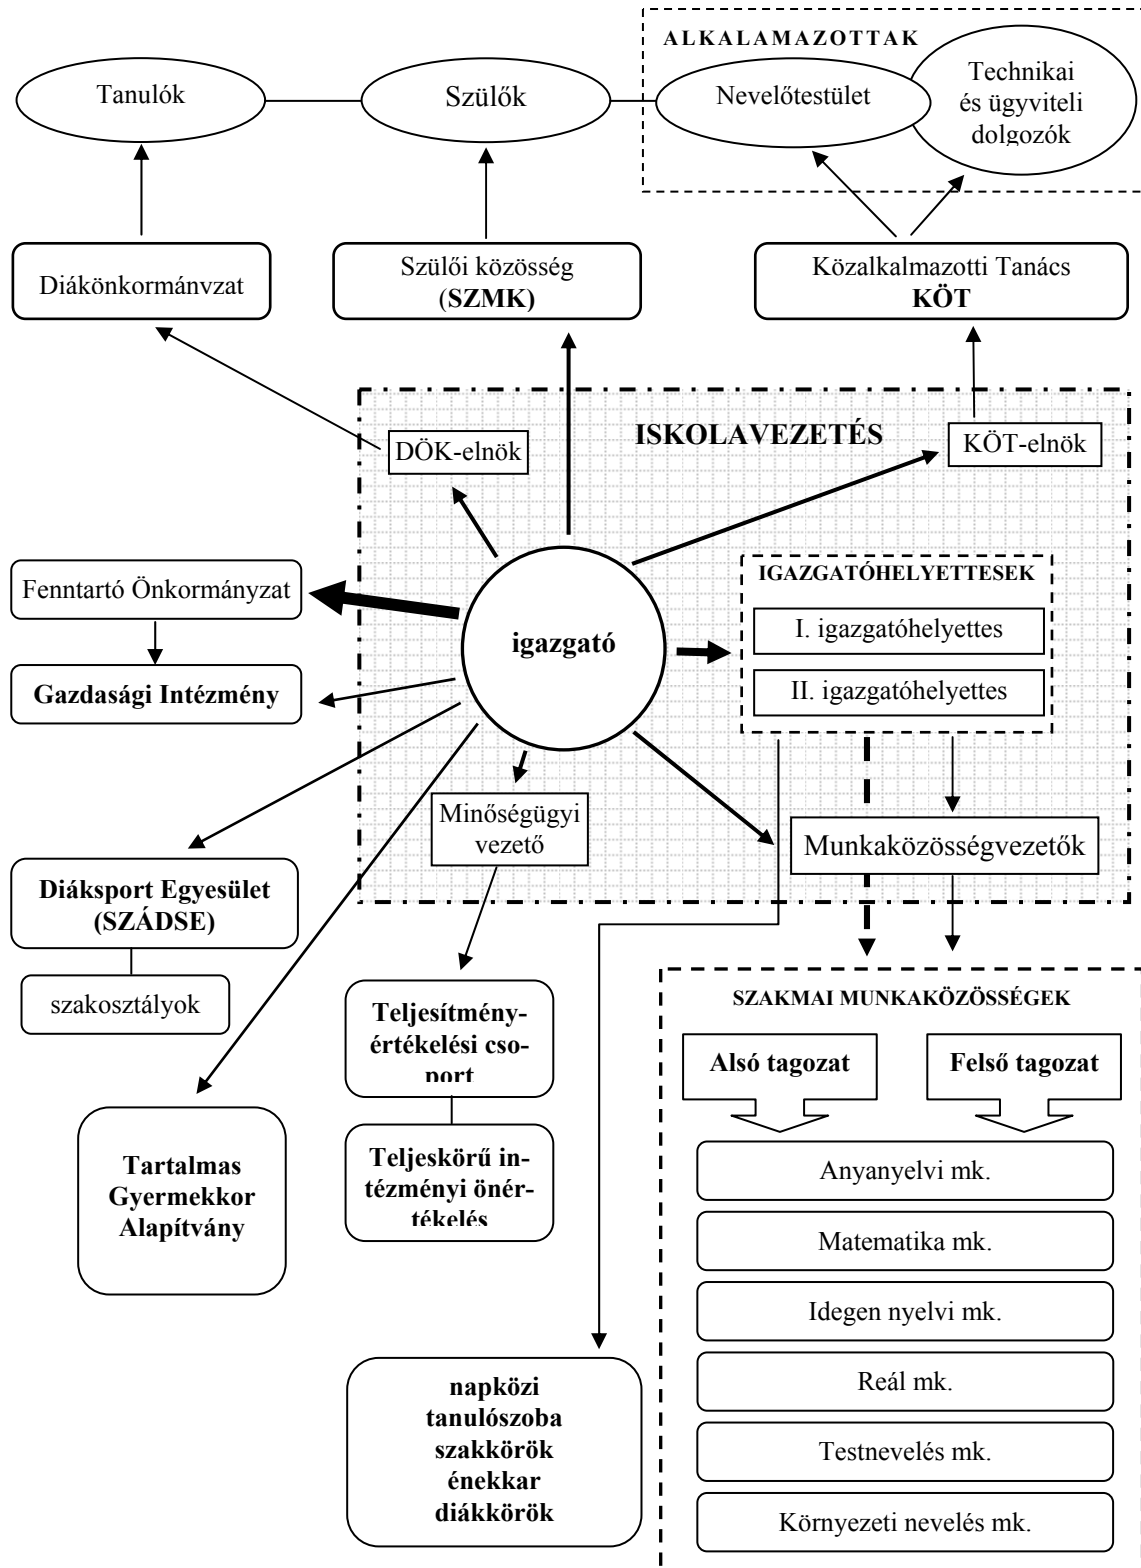 ALKALAMAZOTTAK
Tanulók
Szülők
Nevelőtestület
Technikai
és ügyviteli
dolgozók
Diákönkormánvzat
Szülői közösség
(SZMK)
Közalkalmazotti Tanács
KÖT
ISKOLAVEZETÉS
DÖK-elnök
KÖT-elnök
Fenntartó Önkormányzat
IGAZGATÓHELYETTESEK
I. igazgatóhelyettes
igazgató
Gazdasági Intézmény
II. igazgatóhelyettes
Minőségügyi
vezető
Munkaközösségvezetők
Diáksport Egyesület
(SZÁDSE)
szakosztályok
Teljesítmény-
értékelési cso-
port
SZAKMAI MUNKAKÖZÖSSÉGEK
Alsó tagozat
Felső tagozat
Tartalmas
Gyermekkor
Alapítvány
Teljeskörű in-
tézményi önér-
tékelés
Anyanyelvi mk.
Matematika mk.
Idegen nyelvi mk.
Reál mk.
Testnevelés mk.
Környezeti nevelés mk.
napközi
tanulószoba
szakkörök
énekkar
diákkörök